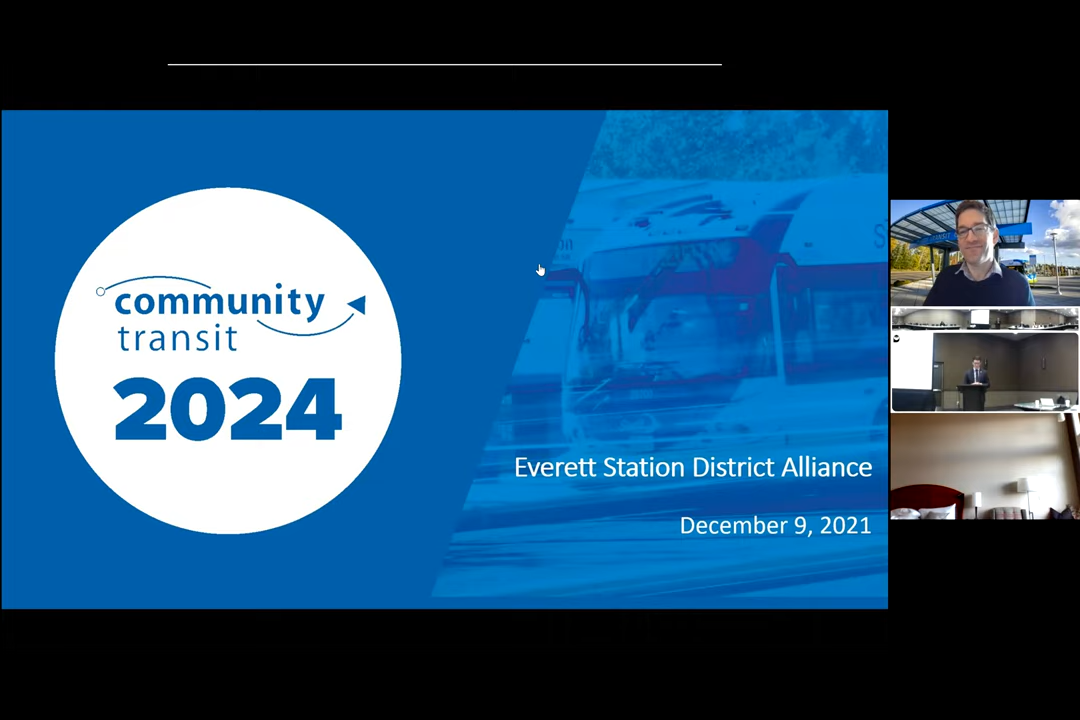 community
transit
2024
Everett Station District Alliance
December 9, 2021